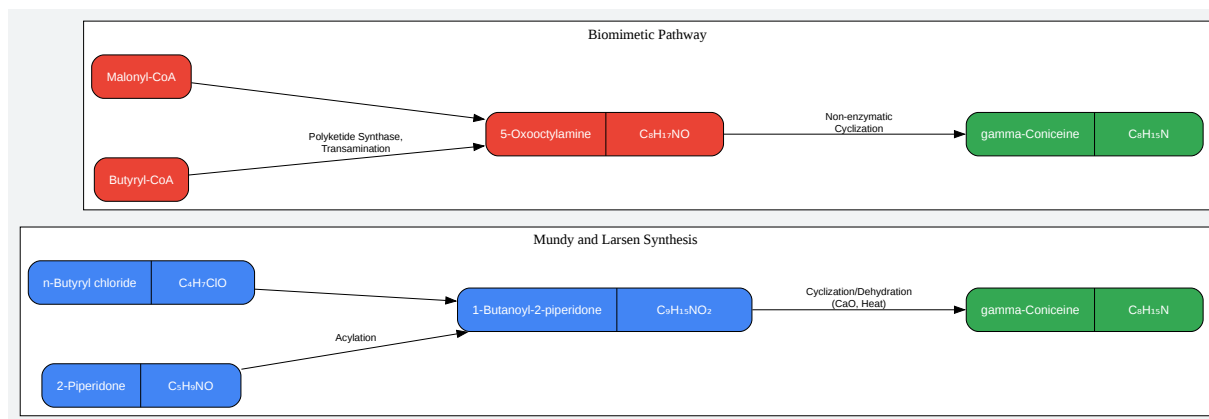 Biomimetic Pathway
Malonyl-CoA
Polyketide Synthase,
Transamination
Butyryl-CoA
5-Oxooctylamine C₈H₁₇NO
Non-enzymatic
Cyclization
gamma-Coniceine C₈H₁₅N
Mundy and Larsen Synthesis
n-Butyryl chloride C₄H₇ClO
Acylation
2-Piperidone C₅H₉NO
1-Butanoyl-2-piperidone C₉H₁₅NO₂
Cyclization/Dehydration
(CaO, Heat)
gamma-Coniceine C₈H₁₅N